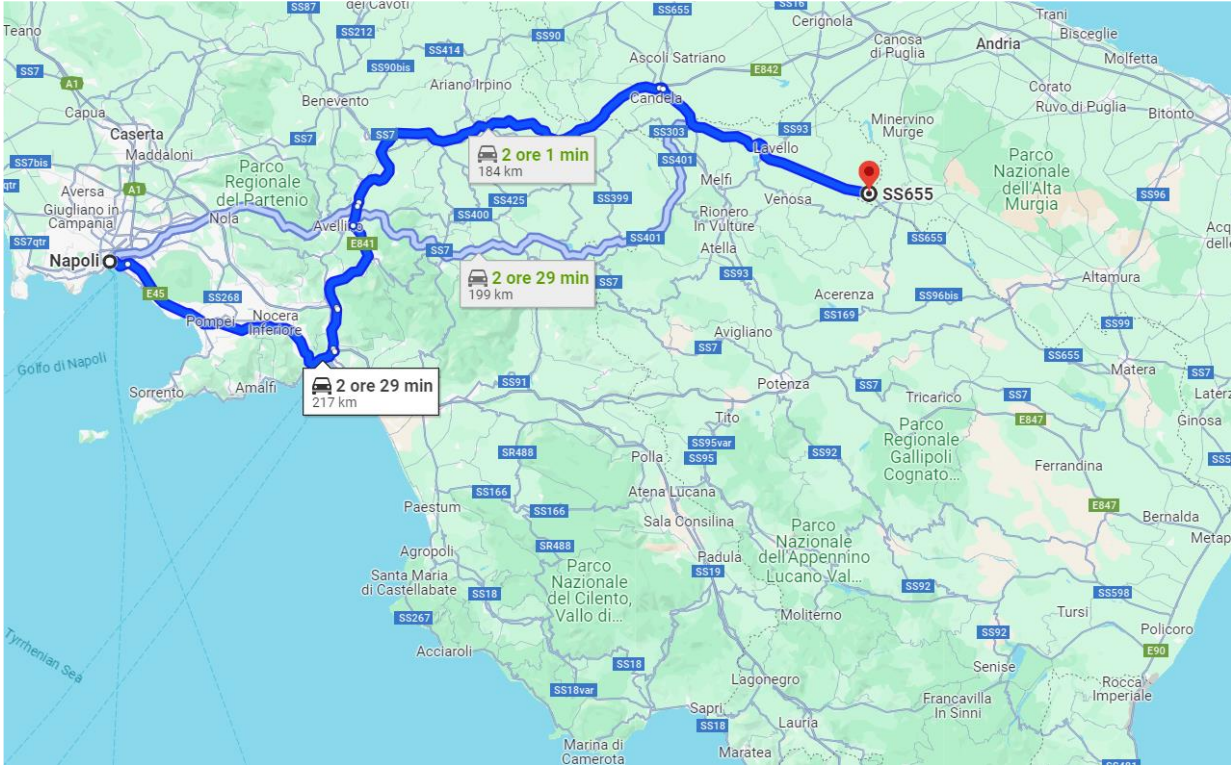 SS87
dei Cavoti
SS655
SS16
Trani
Teano
SS212
SS90
Cerignola
Bisceglie
SS7
SS414
Canosa
di Puglia
Andria
Molfetta
A1
SS90bis
Ascoli Satriano
E842
Ariano Irpino
Corato
Capua
Benevento
Candela
Ruvo di Puglia
Bitonto
Caserta
SS7
SS7
SS303
SS93
Minervino
Murge
Maddaloni
2 ore 1 min
184 km
Lavello
Parco
Nazionale
dell'Alta
Murgia
SS7bis
Parco
Regionale
del Partenio
SS401
Melfi
SS96
Aversa
A1
SS425
SS399
Venosa
SS655
Giugliano in
Campania
Nola
SS400
Rionero
In Vulture
Avellino
SS7qtr
E841
SS7
SS401
Atella
SS655
Napoli
2 ore 29 min
199 km
SS7
SS93
Altamura
E45
SS268
Acerenza
SS96bis
Pompei
Nocera
Inferiore
SS169
SS99
Avigliano
SS7
SS655
Golfo di Napoli
2 ore 29 min
217 km
SS91
Potenza
SS7
Matera
SS7
Sorrento
Amalfi
Tricarico
SS7
Tito
E847
Ginosa
Parco
Regionale
Gallipoli
Cognato...
SR488
Polla
SS95var
SS95
SS92
Ferrandina
SS166
Atena Lucana
Paestum
SS166
Sala Consilina
Parco
Nazionale
dell'Appennino
Lucano Val...
E847
Bernalda
SR488
Agropoli
Padula
Parco
Nazionale
del Cilento,
Vallo di...
Santa Maria
di Castellabate
SS19
SS92
SS18
SS598
SS267
Moliterno
Tursi
Policoro
Tyrrhenian Sea
Acciaroli
SS92
E90
SS18
Senise
SS18var
Lagonegro
Rocca
Imperiale
Sapri
Francavilla
In Sinni
SS18
Lauria
Marina di
Camerota
Maratea